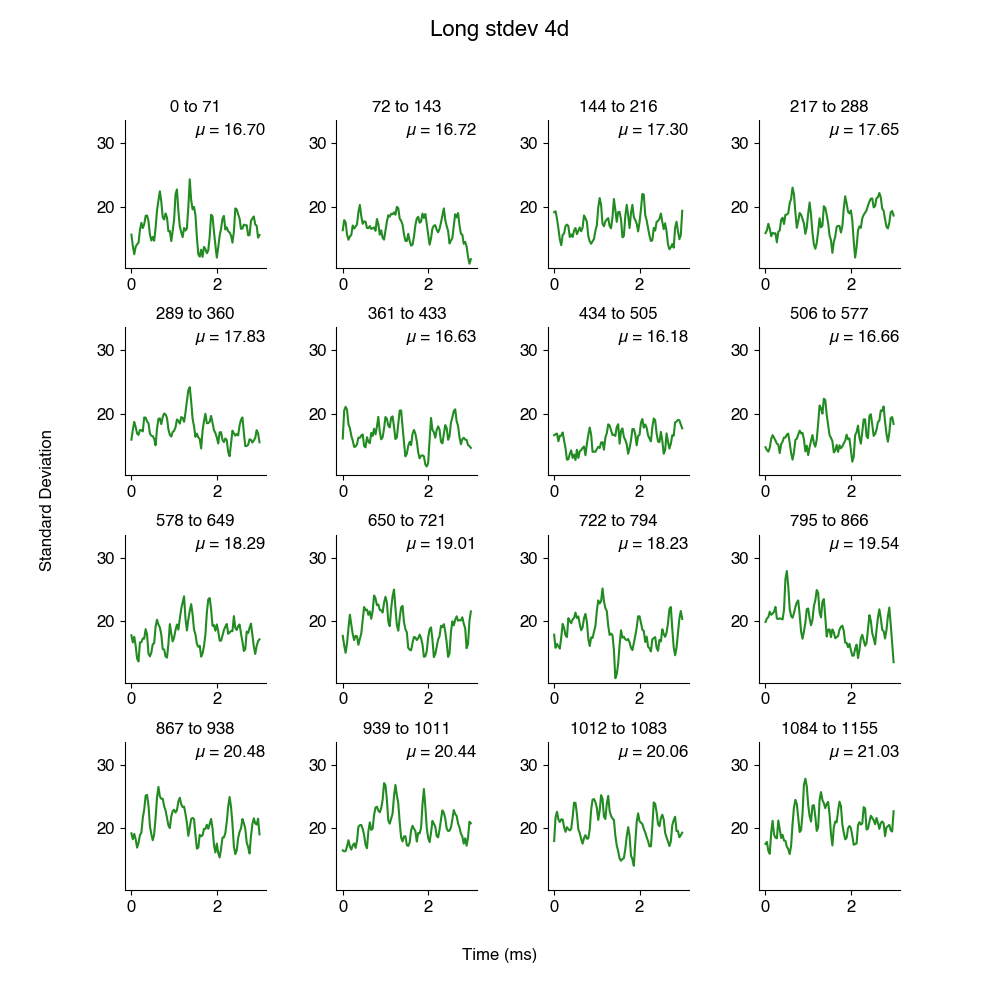 Long stdev 4d
0 to 71
72 to 143
144 to 216
217 to 288
μ = 16.70
μ = 16.72
μ = 17.30
μ = 17.65
30
30
30
30
20
20
20
20
0 2
0 2
0 2
0 2
289 to 360
361 to 433
434 to 505
506 to 577
μ = 17.83
μ = 16.63
μ = 16.18
μ = 16.66
30
30
30
30
20
20
20
20
0 2
0 2
0 2
0 2
Standard Deviation
578 to 649
650 to 721
722 to 794
795 to 866
μ = 18.29
μ = 19.01
μ = 18.23
μ = 19.54
30
30
30
30
20
20
20
20
0 2
0 2
0 2
0 2
867 to 938
939 to 1011
1012 to 1083
1084 to 1155
μ = 20.48
μ = 20.44
μ = 20.06
μ = 21.03
30
30
30
30
20
20
20
20
0 2
0 2
0 2
0 2
Time (ms)